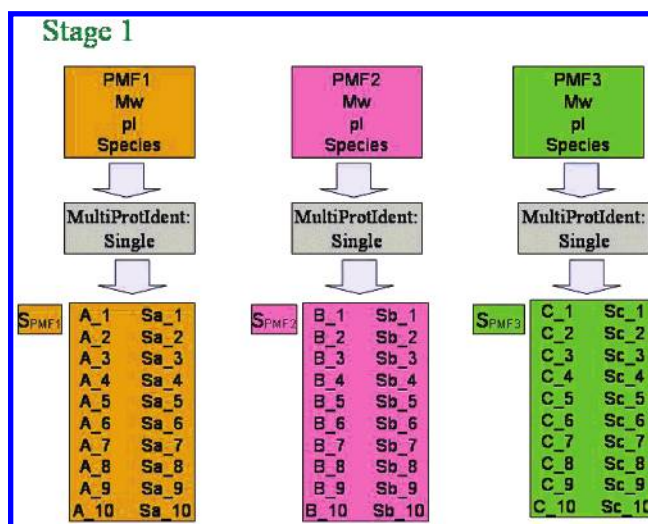 Stage 1
PMF1
Mw
pI
Species
PMF2
Mw
pI
Species
PMF3
Mw
pI
Species
MultiProtIdent:
Single
MultiProtIdent:
Single
MultiProtIdent:
Single
SPMF1
A_1 Sa_1
A_2 Sa_2
A_3 Sa_3
A_4 Sa_4
A_5 Sa_5
A_6 Sa_6
A_7 Sa_7
A_8 Sa_8
A_9 Sa_9
A_10 Sa_10
SPMF2
B_1 Sb_1
B_2 Sb_2
B_3 Sb_3
B_4 Sb_4
B_5 Sb_5
B_6 Sb_6
B_7 Sb_7
B_8 Sb_8
B_9 Sb_9
B_10 Sb_10
SPMF3
C_1 Sc_1
C_2 Sc_2
C_3 Sc_3
C_4 Sc_4
C_5 Sc_5
C_6 Sc_6
C_7 Sc_7
C_8 Sc_8
C_9 Sc_9
C_10 Sc_10